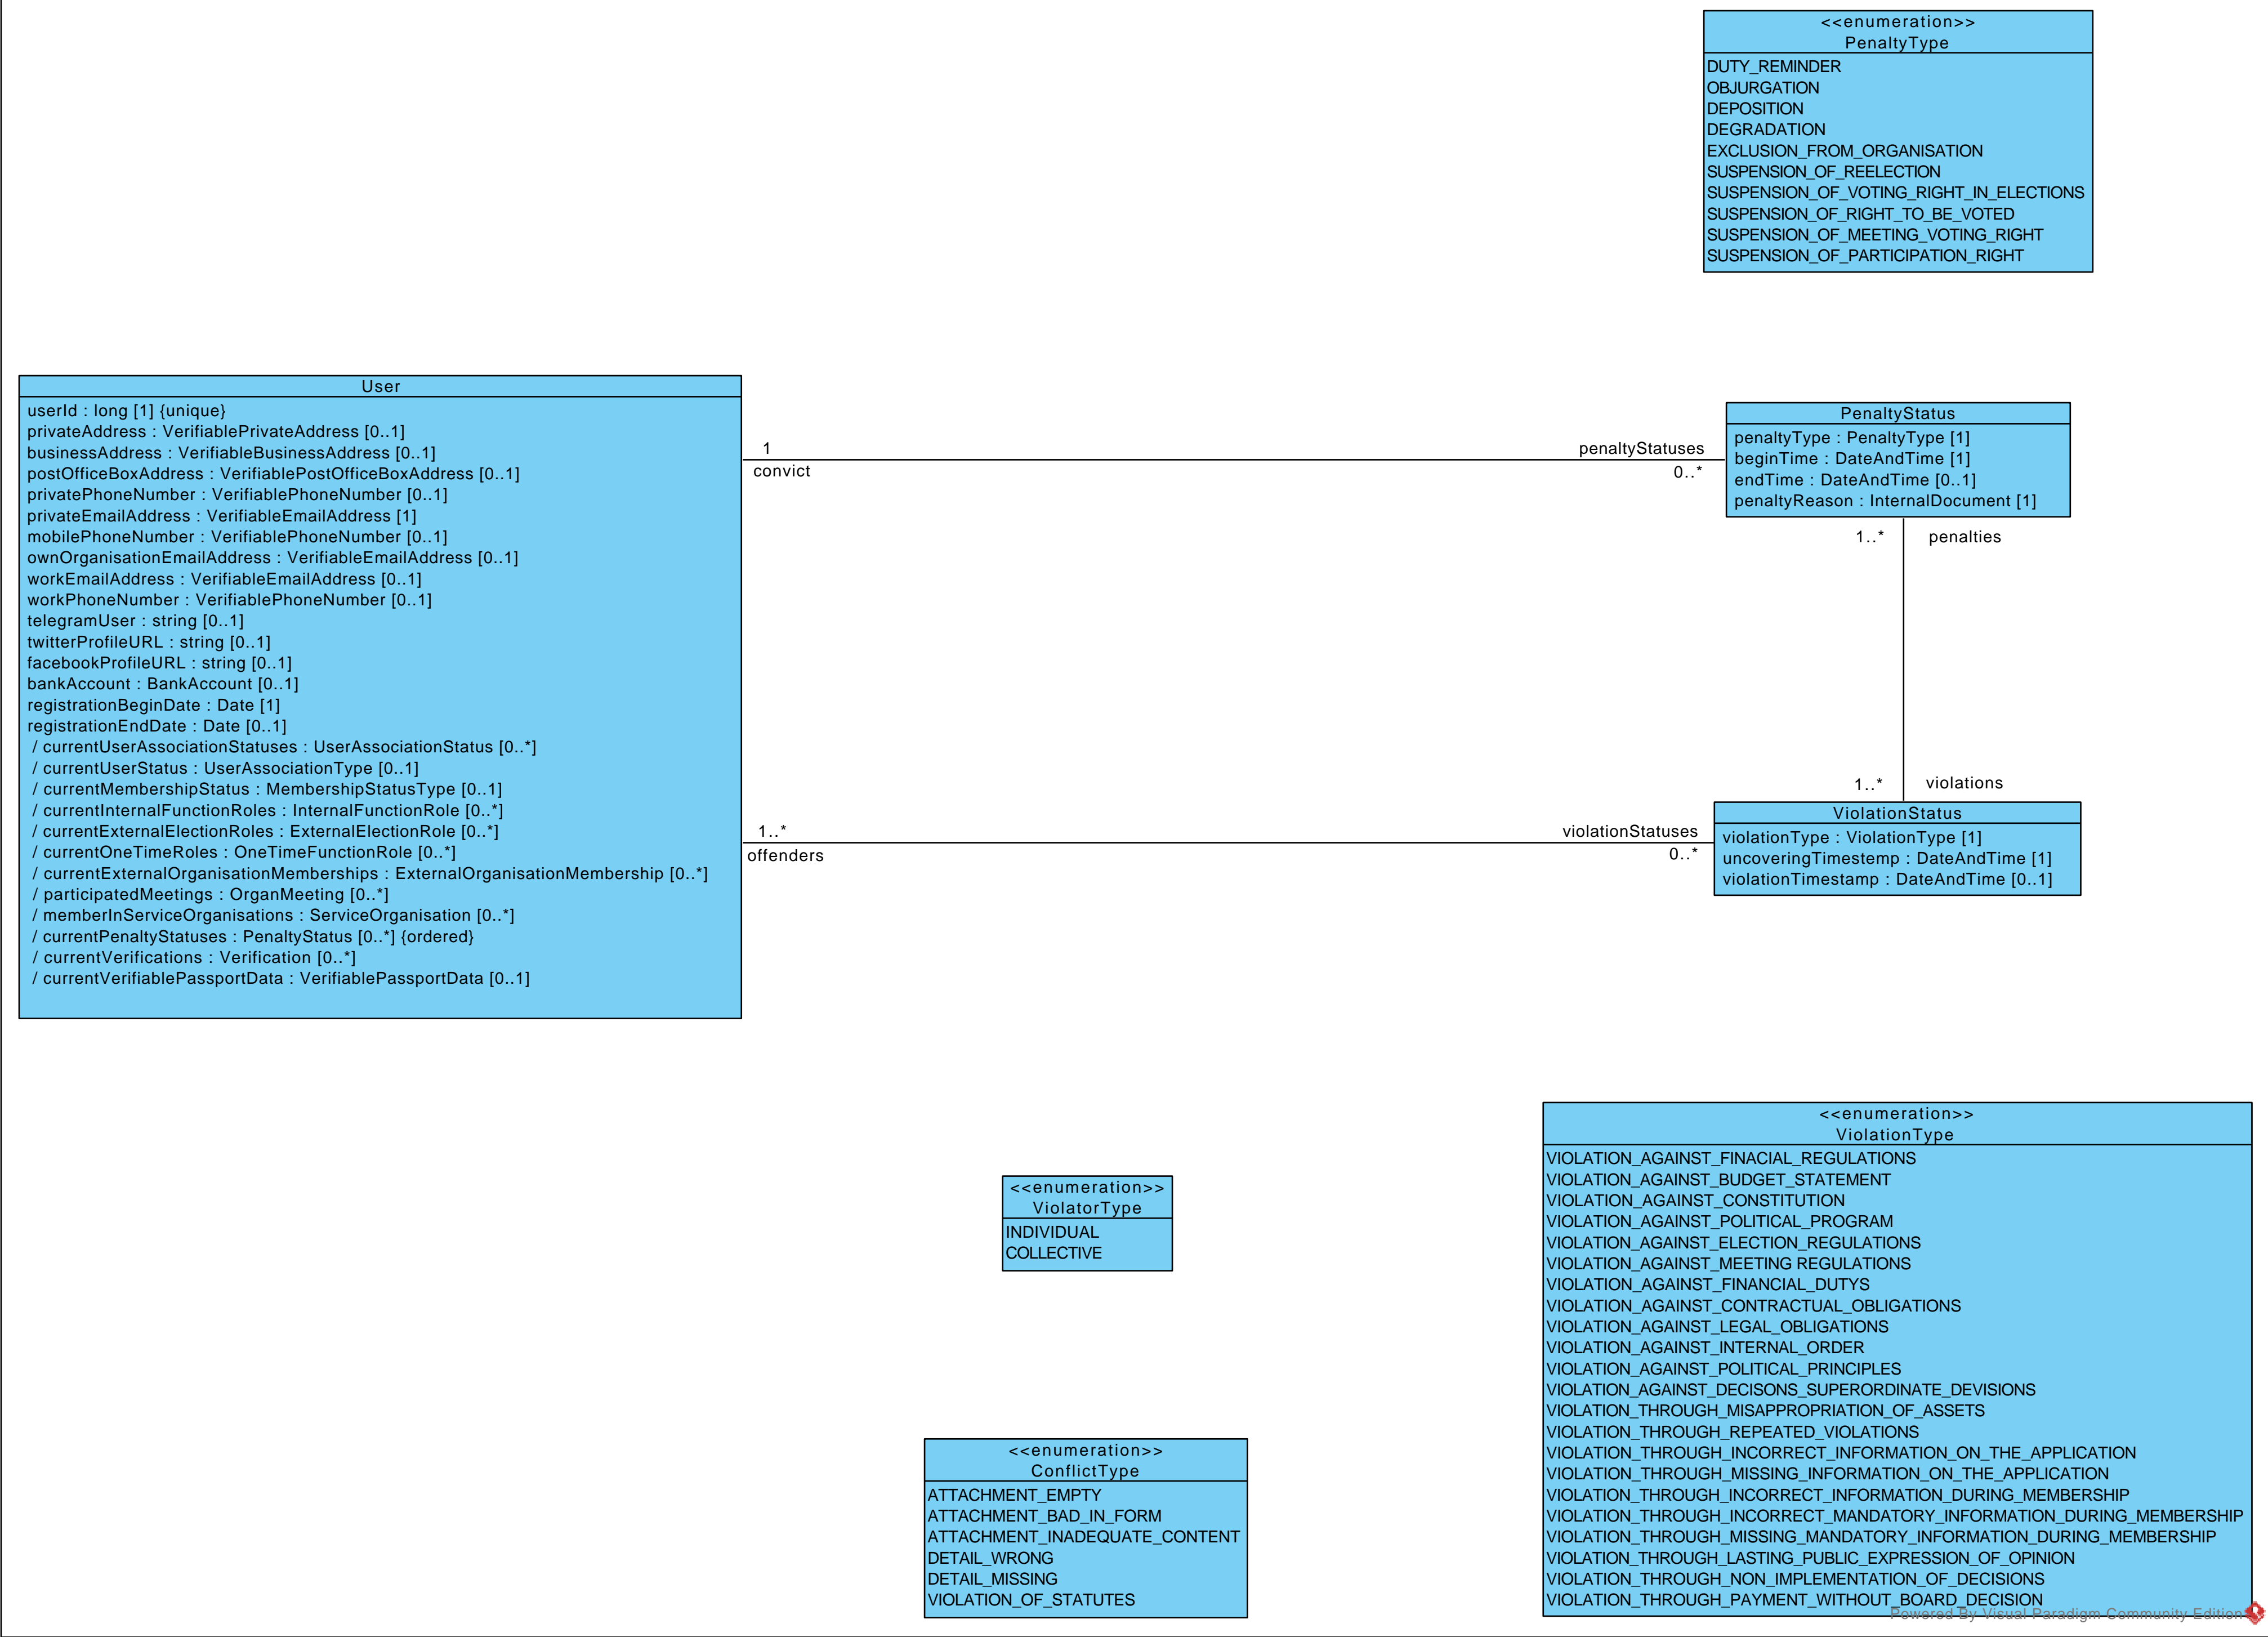 <<enumeration>>
PenaltyType
DUTY_REMINDER
OBJURGATION
DEPOSITION
DEGRADATION
EXCLUSION_FROM_ORGANISATION
SUSPENSION_OF_REELECTION
SUSPENSION_OF_VOTING_RIGHT_IN_ELECTIONS
SUSPENSION_OF_RIGHT_TO_BE_VOTED
SUSPENSION_OF_MEETING_VOTING_RIGHT
SUSPENSION_OF_PARTICIPATION_RIGHT
User
userId : long [1] {unique}
privateAddress : VerifiablePrivateAddress [0..1]
businessAddress : VerifiableBusinessAddress [0..1]
postOfficeBoxAddress : VerifiablePostOfficeBoxAddress [0..1]
privatePhoneNumber : VerifiablePhoneNumber [0..1]
privateEmailAddress : VerifiableEmailAddress [1]
mobilePhoneNumber : VerifiablePhoneNumber [0..1]
ownOrganisationEmailAddress : VerifiableEmailAddress [0..1]
workEmailAddress : VerifiableEmailAddress [0..1]
workPhoneNumber : VerifiablePhoneNumber [0..1]
telegramUser : string [0..1]
twitterProfileURL : string [0..1]
facebookProfileURL : string [0..1]
bankAccount : BankAccount [0..1]
registrationBeginDate : Date [1]
registrationEndDate : Date [0..1]
/ currentUserAssociationStatuses : UserAssociationStatus [0..*]
/ currentUserStatus : UserAssociationType [0..1]
/ currentMembershipStatus : MembershipStatusType [0..1]
/ currentInternalFunctionRoles : InternalFunctionRole [0..*]
/ currentExternalElectionRoles : ExternalElectionRole [0..*]
/ currentOneTimeRoles : OneTimeFunctionRole [0..*]
/ currentExternalOrganisationMemberships : ExternalOrganisationMembership [0..*]
/ participatedMeetings : OrganMeeting [0..*]
/ memberInServiceOrganisations : ServiceOrganisation [0..*]
/ currentPenaltyStatuses : PenaltyStatus [0..*] {ordered}
/ currentVerifications : Verification [0..*]
/ currentVerifiablePassportData : VerifiablePassportData [0..1]
1
convict
penaltyStatuses
0..*
PenaltyStatus
penaltyType : PenaltyType [1]
beginTime : DateAndTime [1]
endTime : DateAndTime [0..1]
penaltyReason : InternalDocument [1]
1..* penalties
1..* violations
1..*
offenders
violationStatuses
0..*
ViolationStatus
violationType : ViolationType [1]
uncoveringTimestemp : DateAndTime [1]
violationTimestamp : DateAndTime [0..1]
<<enumeration>>
ViolatorType
INDIVIDUAL
COLLECTIVE
<<enumeration>>
ConflictType
ATTACHMENT_EMPTY
ATTACHMENT_BAD_IN_FORM
ATTACHMENT_INADEQUATE_CONTENT
DETAIL_WRONG
DETAIL_MISSING
VIOLATION_OF_STATUTES
<<enumeration>>
ViolationType
VIOLATION_AGAINST_FINACIAL_REGULATIONS
VIOLATION_AGAINST_BUDGET_STATEMENT
VIOLATION_AGAINST_CONSTITUTION
VIOLATION_AGAINST_POLITICAL_PROGRAM
VIOLATION_AGAINST_ELECTION_REGULATIONS
VIOLATION_AGAINST_MEETING REGULATIONS
VIOLATION_AGAINST_FINANCIAL_DUTYS
VIOLATION_AGAINST_CONTRACTUAL_OBLIGATIONS
VIOLATION_AGAINST_LEGAL_OBLIGATIONS
VIOLATION_AGAINST_INTERNAL_ORDER
VIOLATION_AGAINST_POLITICAL_PRINCIPLES
VIOLATION_AGAINST_DECISONS_SUPERORDINATE_DEVISIONS
VIOLATION_THROUGH_MISAPPROPRIATION_OF_ASSETS
VIOLATION_THROUGH_REPEATED_VIOLATIONS
VIOLATION_THROUGH_INCORRECT_INFORMATION_ON_THE_APPLICATION
VIOLATION_THROUGH_MISSING_INFORMATION_ON_THE_APPLICATION
VIOLATION_THROUGH_INCORRECT_INFORMATION_DURING_MEMBERSHIP
VIOLATION_THROUGH_INCORRECT_MANDATORY_INFORMATION_DURING_MEMBERSHIP
VIOLATION_THROUGH_MISSING_MANDATORY_INFORMATION_DURING_MEMBERSHIP
VIOLATION_THROUGH_LASTING_PUBLIC_EXPRESSION_OF_OPINION
VIOLATION_THROUGH_NON_IMPLEMENTATION_OF_DECISIONS
VIOLATION_THROUGH_PAYMENT_WITHOUT_BOARD_DECISION
Powered By Visual Paradigm Community Edition